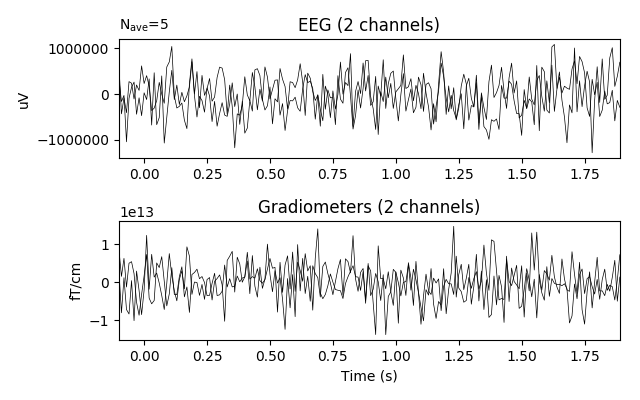 Nave=5
EEG (2 channels)
1000000
0
−1000000
uV
0.00 0.25 0.50 0.75 1.00 1.25 1.50 1.75
1e13
Gradiometers (2 channels)
1
0
−1
fT/cm
0.00 0.25 0.50 0.75 1.00 1.25 1.50 1.75
Time (s)